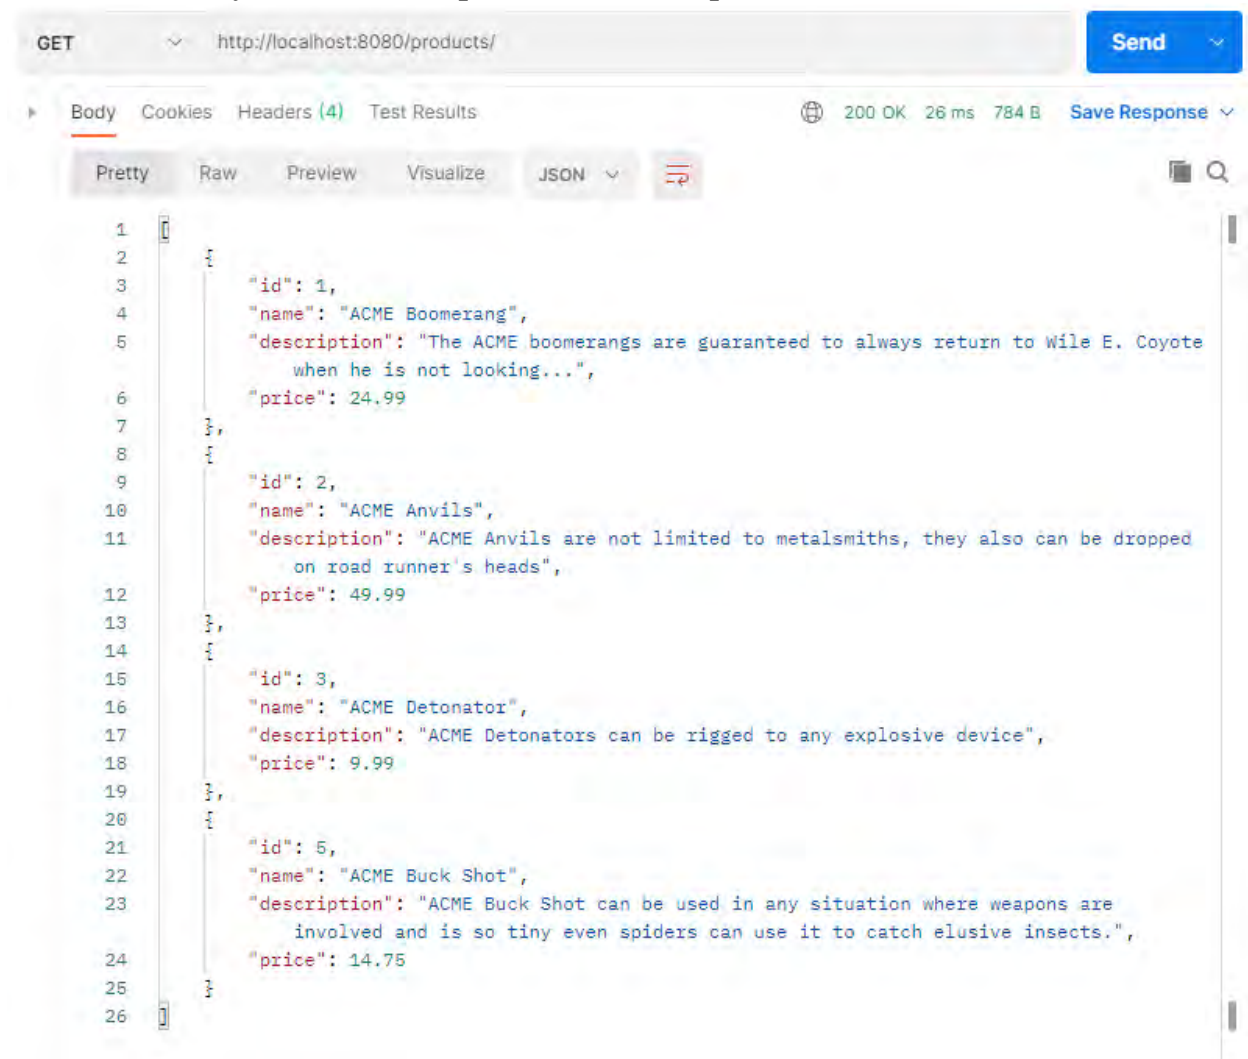 GET http://localhost:8080/products/ Send
Body Cookies Headers (4) Test Results 200 OK 26 ms 784 B Save Response
Pretty Raw Preview Visualize JSON
1 [
2 {
3 "id": 1,
4 "name": "ACME Boomerang",
5 "description": "The ACME boomerangs are guaranteed to always return to Wile E. Coyote
when he is not looking...",
6 "price": 24.99
7 },
8 {
9 "id": 2,
10 "name": "ACME Anvils",
11 "description": "ACME Anvils are not limited to metalsmiths, they also can be dropped
on road runner's heads",
12 "price": 49.99
13 },
14 {
15 "id": 3,
16 "name": "ACME Detonator",
17 "description": "ACME Detonators can be rigged to any explosive device",
18 "price": 9.99
19 },
20 {
21 "id": 5,
22 "name": "ACME Buck Shot",
23 "description": "ACME Buck Shot can be used in any situation where weapons are
involved and is so tiny even spiders can use it to catch elusive insects.",
24 "price": 14.75
25 }
26 ]